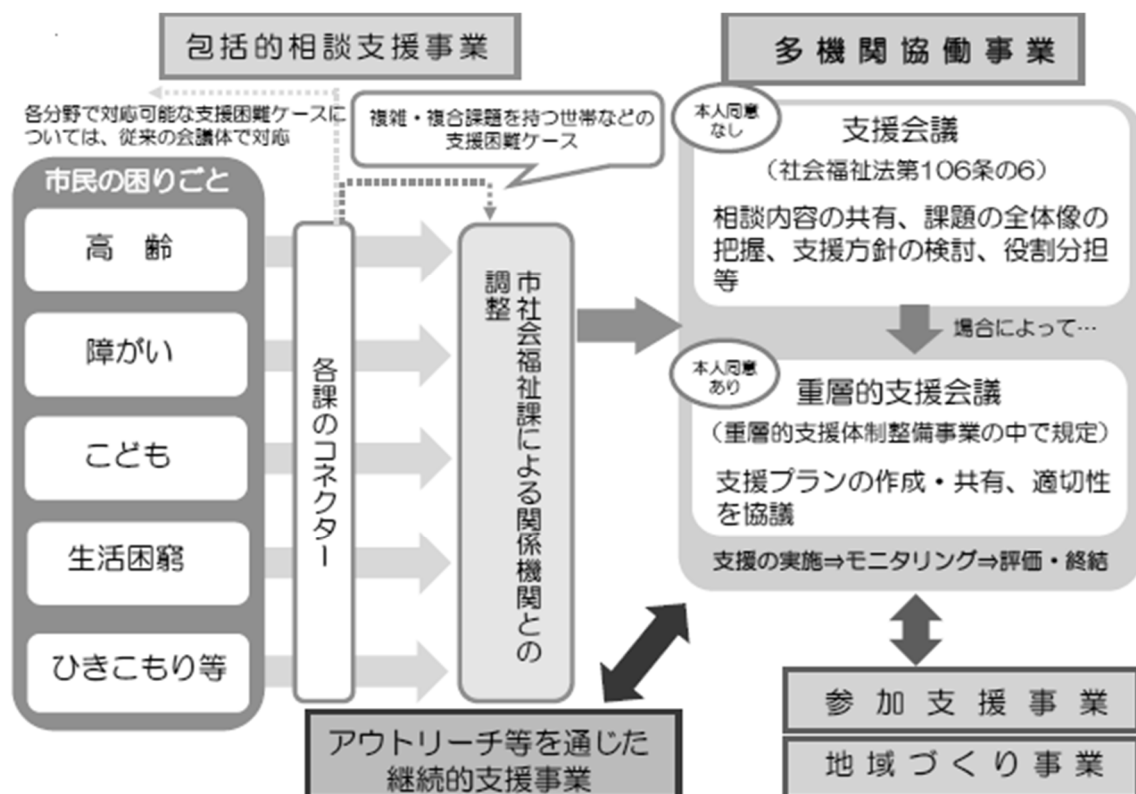 包括的相談支援事業
各分野で対応可能な支援困難ケースに
ついては、従来の会議体で対応
複雑・複合課題を持つ世帯などの
支援困難ケース
市民の困りごと
高 齢
障がい
こども
生活困窮
ひきこもり等
各課のコネクター
市社会福祉課による関係機関との
調整
アウトリーチ等を通じた
継続的支援事業
多機関協働事業
本人同意
なし
支援会議
（社会福祉法第106条の6）
相談内容の共有、課題の全体像の
把握、支援方針の検討、役割分担
等
場合によって…
本人同意
あり
重層的支援会議
（重層的支援体制整備事業の中で規定）
支援プランの作成・共有、適切性
を協議
支援の実施⇒モニタリング⇒評価・終結
参加支援事業
地域づくり事業